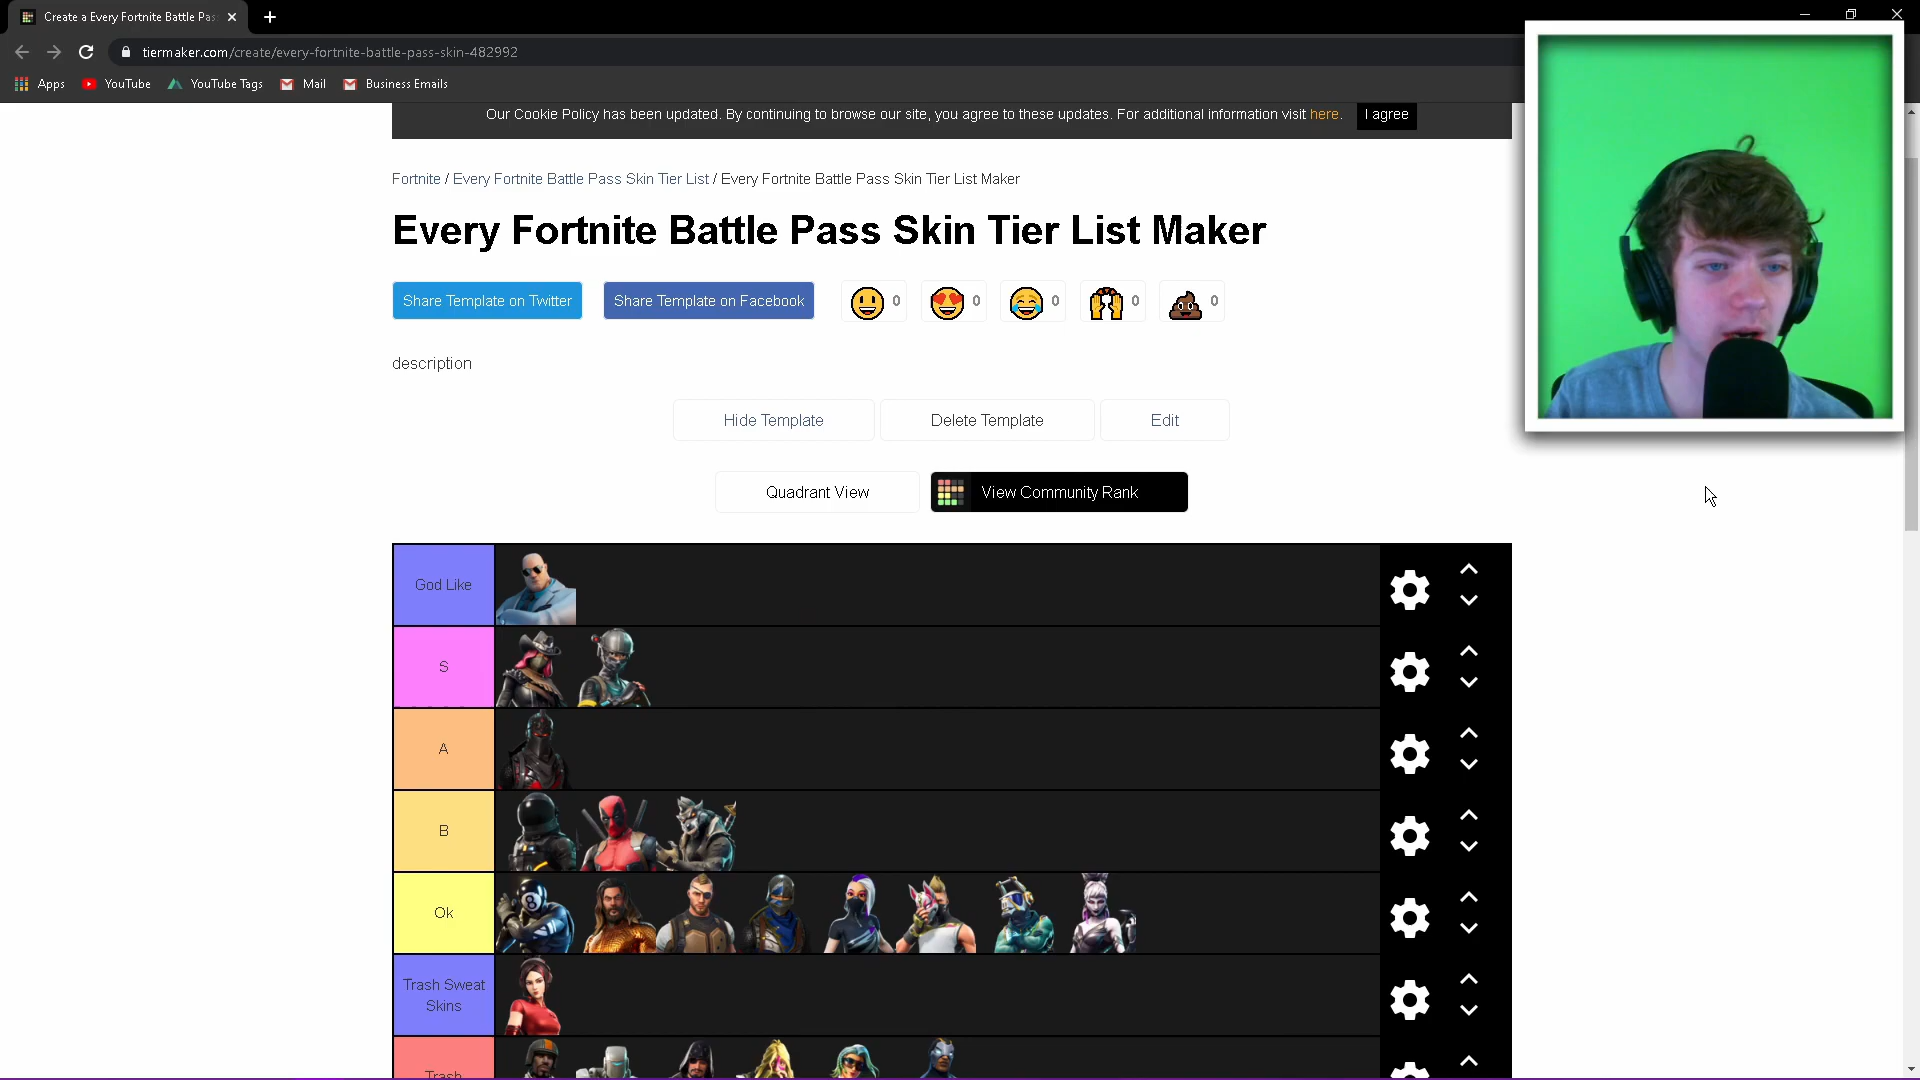 Create a Every Fortnite Battle Pas
tiermaker.com/create/every-fortnite-battle-pass-skin-482992
Apps YouTube YouTube Tags Mail Business Emails
Our Cookie Policy has been updated. By continuing to browse our site, you agree to these updates. For additional information visit here. I agree
Fortnite / Every Fortnite Battle Pass Skin Tier List / Every Fortnite Battle Pass Skin Tier List Maker
Every Fortnite Battle Pass Skin Tier List Maker
Share Template on Twitter Share Template on Facebook 0 0 0 0 0
description
Hide Template Delete Template Edit
Quadrant View View Community Rank
God Like
S
A
B
8
Ok
Trash Sweat
Skins
Trash